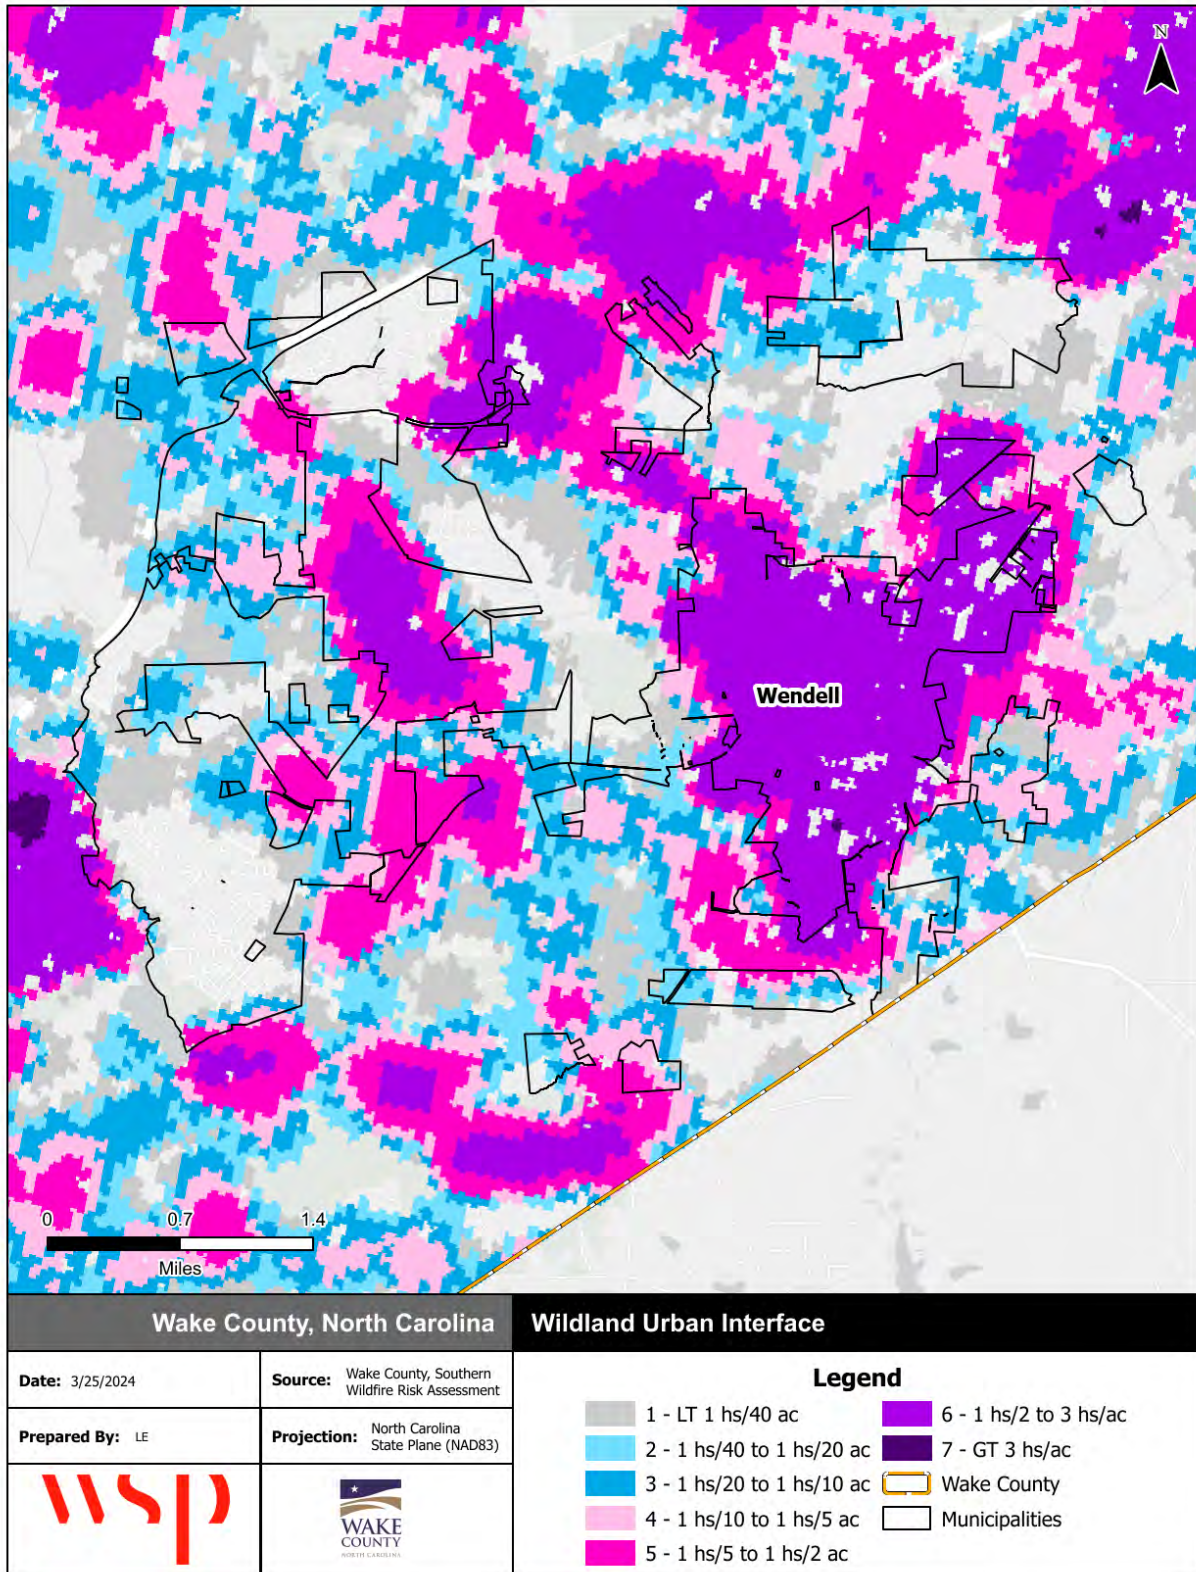 N
Wendell
0 0.7 1.4
Miles
Wake County, North Carolina
Wildland Urban Interface
Date: 3/25/2024
Source: Wake County, Southern
Wildfire Risk Assessment
Prepared By: LE
Projection: North Carolina
State Plane (NAD83)
wsp
WAKE
COUNTY
NORTH CAROLINA
Legend
1 - LT 1 hs/40 ac
2 - 1 hs/40 to 1 hs/20 ac
3 - 1 hs/20 to 1 hs/10 ac
4 - 1 hs/10 to 1 hs/5 ac
5 - 1 hs/5 to 1 hs/2 ac
6 - 1 hs/2 to 3 hs/ac
7 - GT 3 hs/ac
Wake County
Municipalities